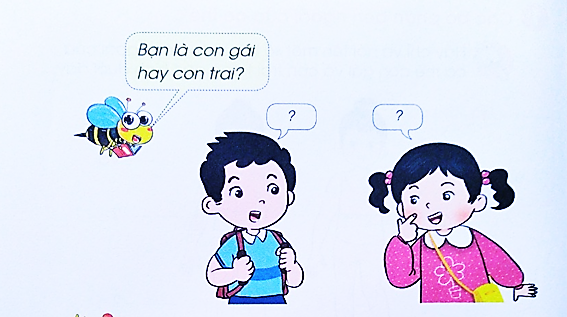 Bạn là con gái
hay con trai?
?
?